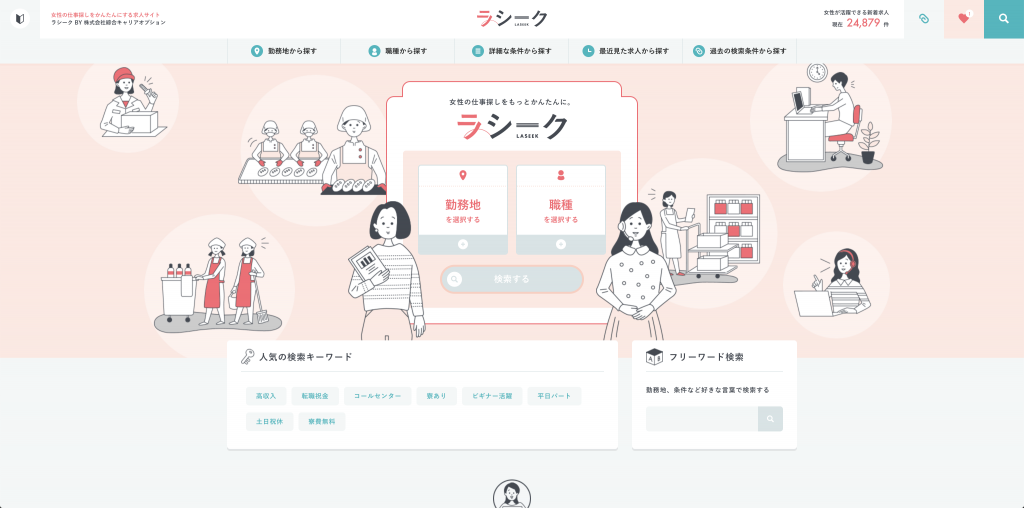 女性のお仕事探しをかんたんにする求人サイト
ラシーク BY 株式会社綜合キャリアオプション
ラシーク
LASEEK
女性が活躍できる新着求人
現在 24,879 件
1
勤務地から探す
職種から探す
詳細な条件から探す
最近見た求人から探す
過去の検索条件から探す
女性の仕事探しをもっとかんたんに。
ラシーク
LASEEK
勤務地
を選択する
職種
を選択する
検索する
人気の検索キーワード
高収入
転職祝金
コールセンター
寮あり
ビギナー活躍
平日パート
土日祝休
寮費無料
フリーワード検索
勤務地、条件など好きな言葉で検索する